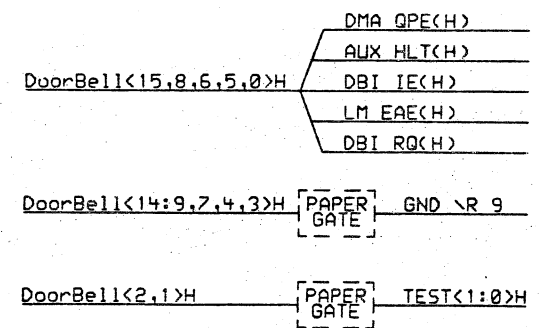 DMA QPE(H)
AUX HLT(H)
DoorBell<15,8,6,5,0>H
DBI IE(H)
LM EAE(H)
DBI RQ(H)
DoorBell<14:9,7,4,3>H
PAPER
GATE
GND \R 9
DoorBell<2,1>H
PAPER
GATE
TEST<1:0>H